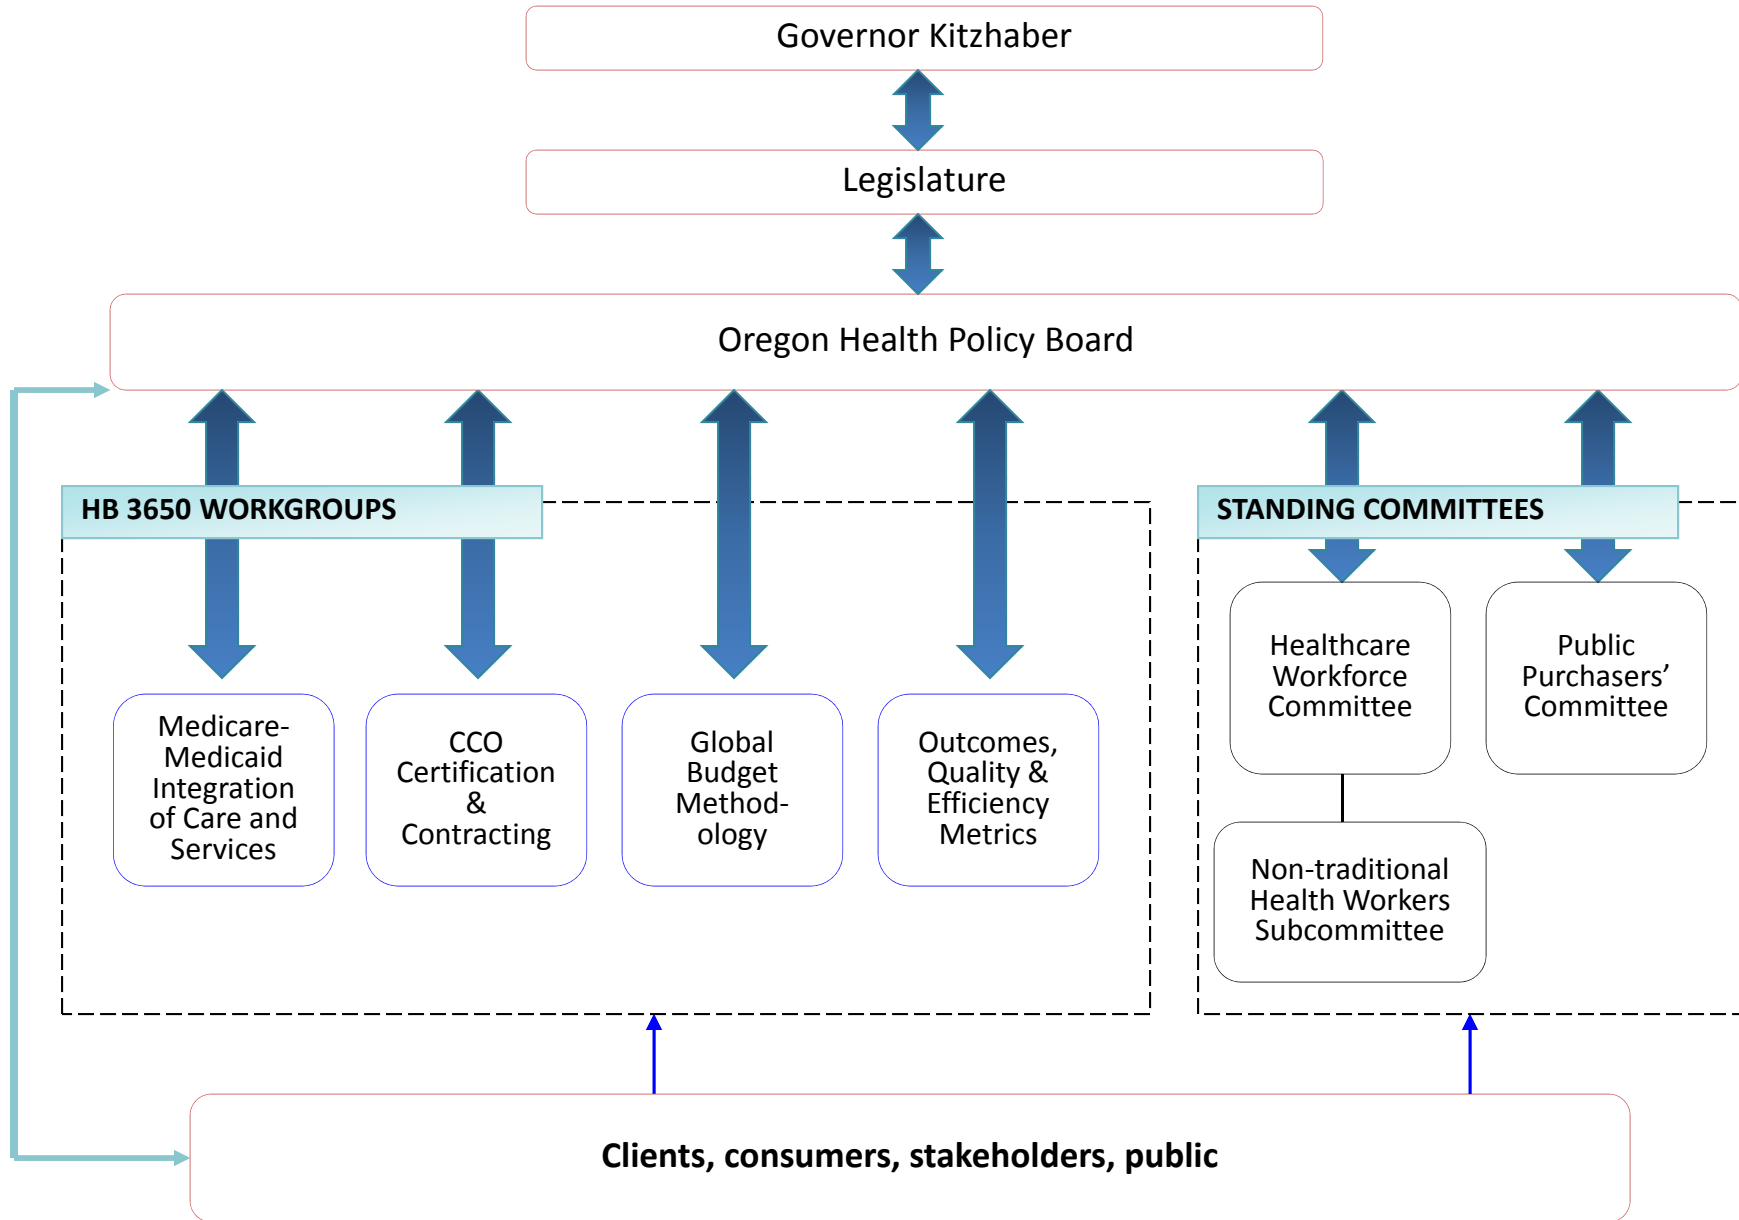 Governor Kitzhaber
Legislature
Oregon Health Policy Board
HB 3650 WORKGROUPS
STANDING COMMITTEES
Medicare-
Medicaid
Integration
of Care and
Services
CCO
Certification
&
Contracting
Global
Budget
Method-
ology
Outcomes,
Quality &
Efficiency
Metrics
Healthcare
Workforce
Committee
Public
Purchasers’
Committee
Non-traditional
Health Workers
Subcommittee
Clients, consumers, stakeholders, public